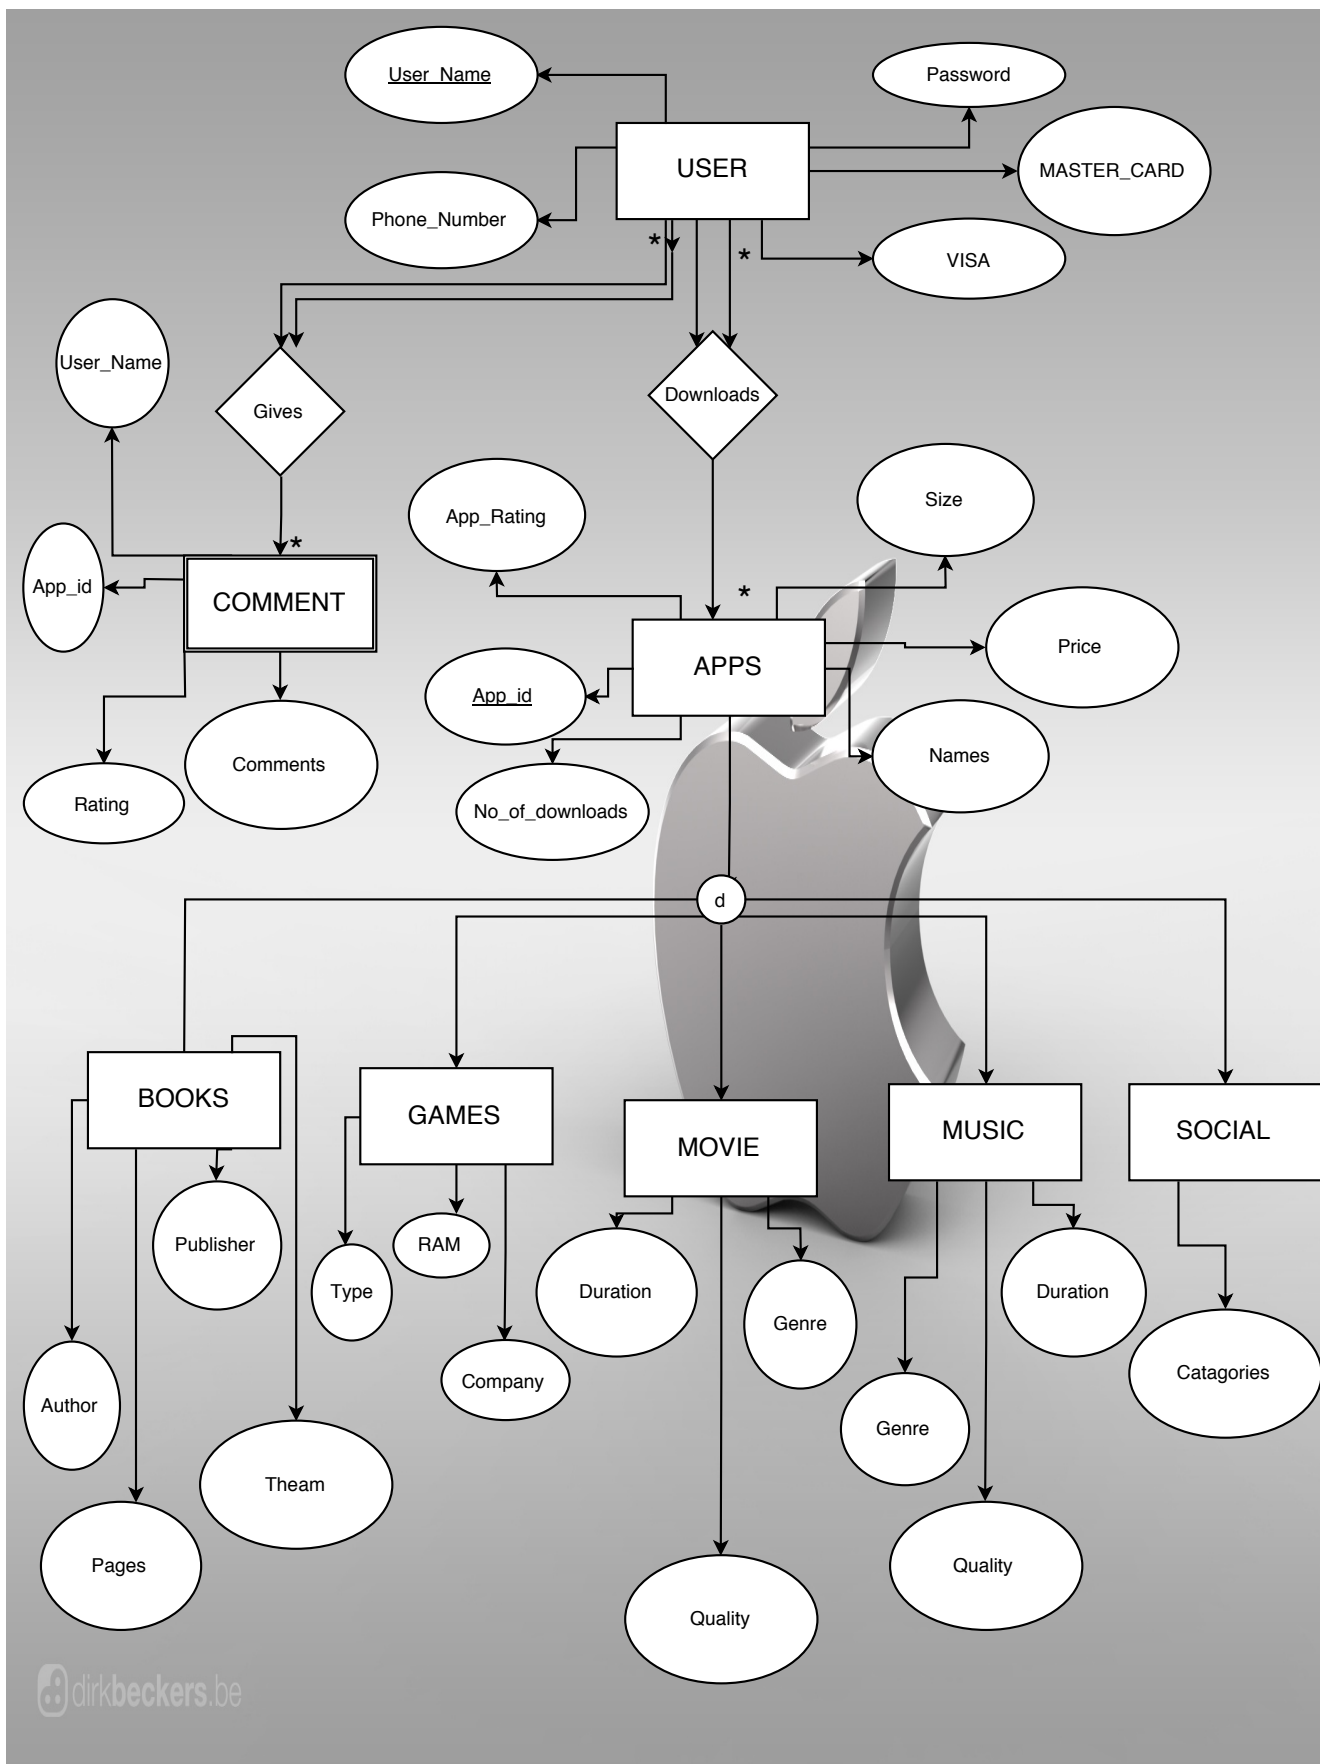 User_Name
Password
USER
MASTER_CARD
Phone_Number
*
*
VISA
User_Name
Downloads
Gives
Size
App_Rating
*
App_id
*
COMMENT
Price
APPS
App_id
Names
Comments
Rating
No_of_downloads
d
BOOKS
GAMES
MUSIC
SOCIAL
MOVIE
Publisher
RAM
Type
Duration
Duration
Genre
Catagories
Company
Author
Genre
Theam
Pages
Quality
Quality
dirkbeckers.be